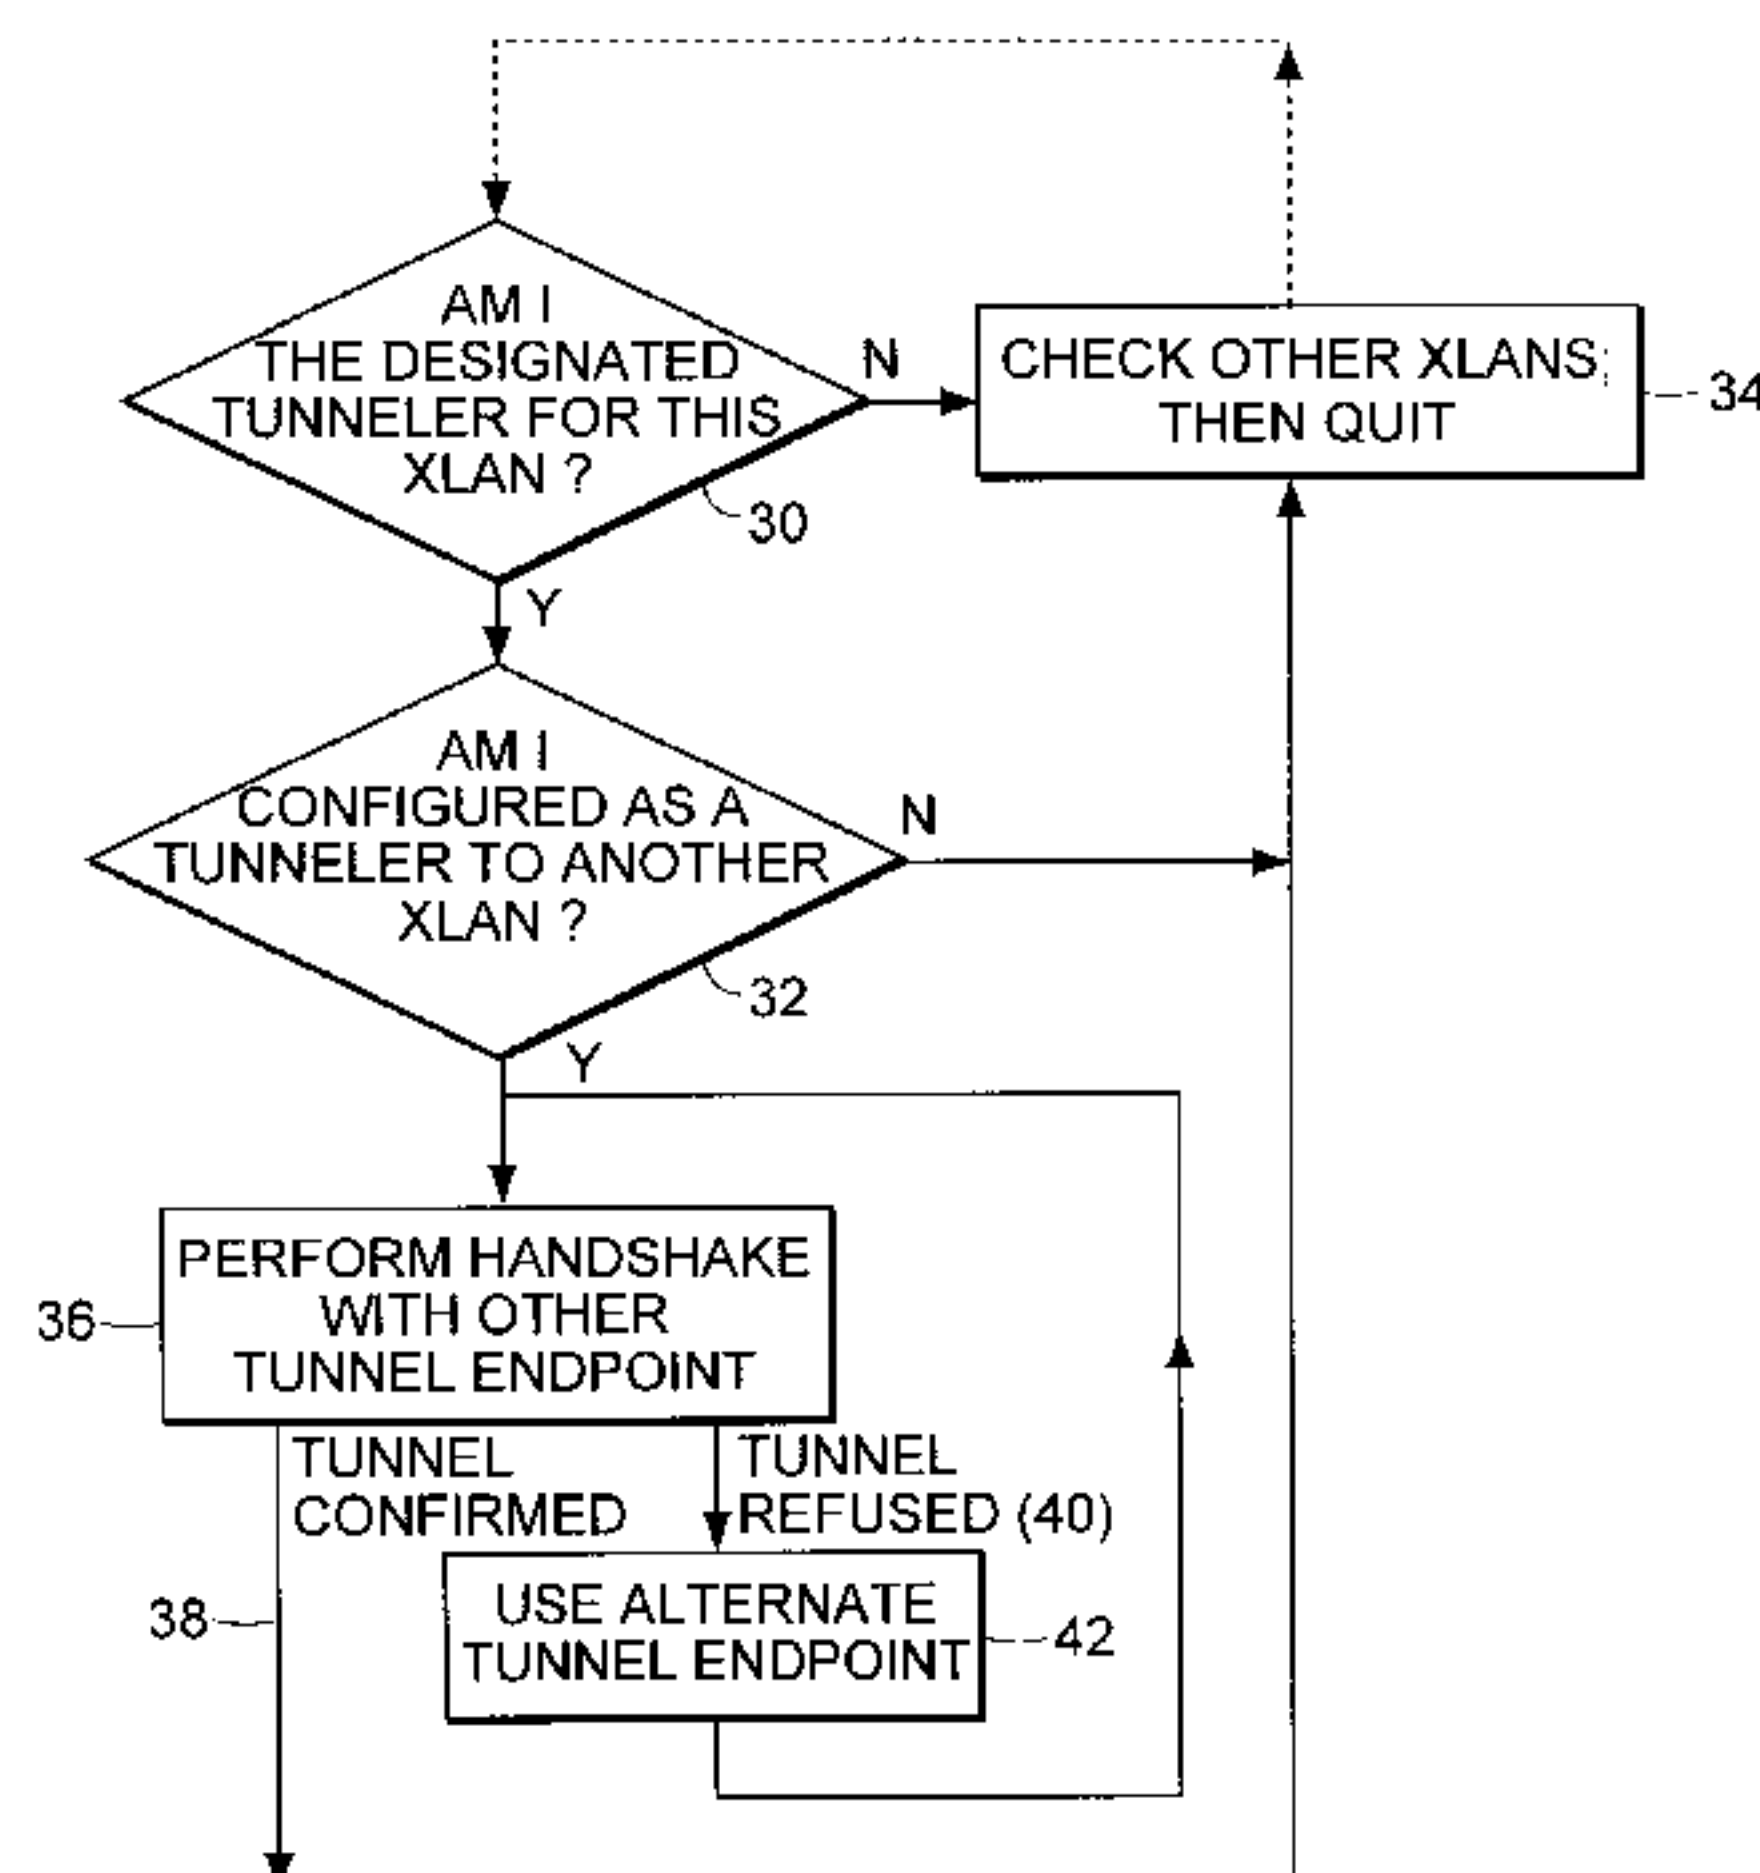 AM I
THE DESIGNATED
TUNNELER FOR THIS
XLAN ?
N
30
Y
CHECK OTHER XLANS;
THEN QUIT
34
AM I
CONFIGURED AS A
TUNNELER TO ANOTHER
XLAN ?
N
32
Y
PERFORM HANDSHAKE
WITH OTHER
TUNNEL ENDPOINT
36
TUNNEL
CONFIRMED
TUNNEL
REFUSED (40)
38
USE ALTERNATE
TUNNEL ENDPOINT
42